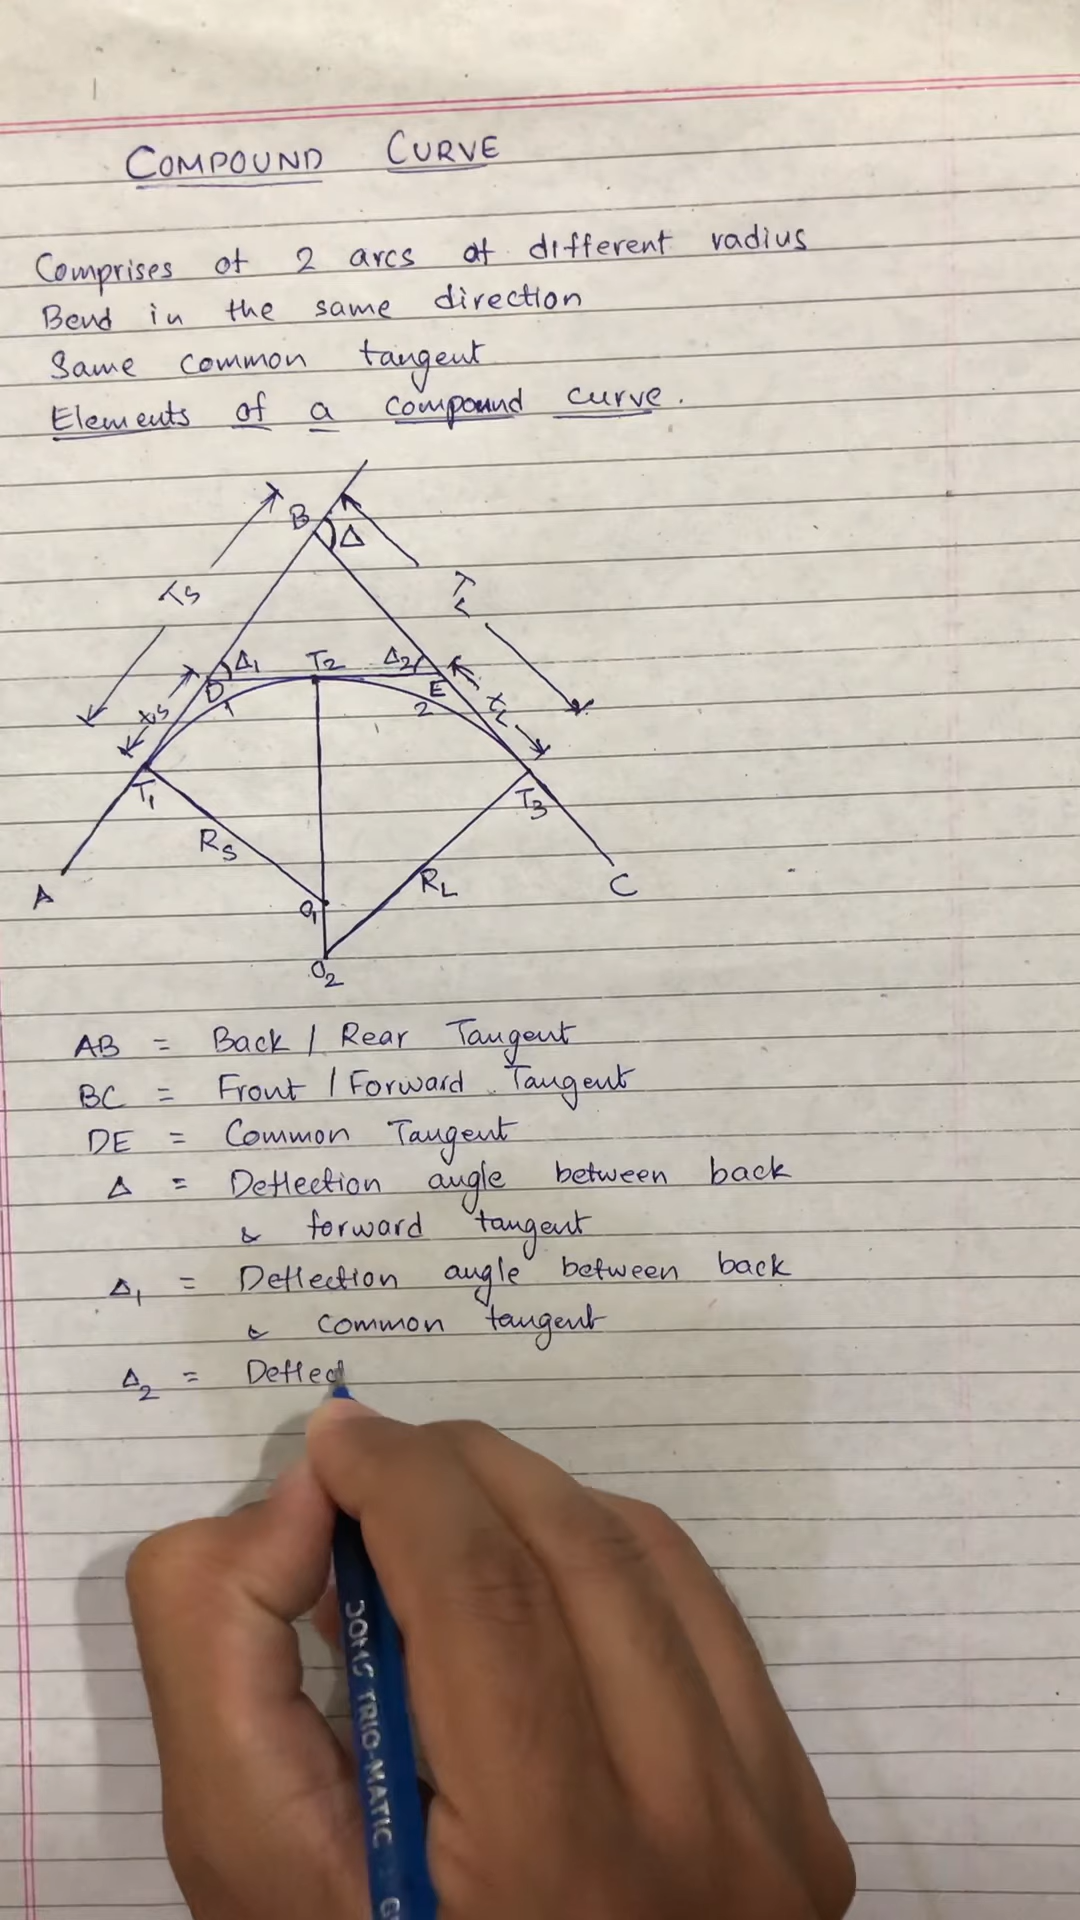 COMPOUND CURVE
Comprises of 2 arcs of different radius
Bend in the same direction
Same common tangent
Elements of a compound curve.
B Δ
Ts TL
Δ1 T2 Δ2
D E
ts 1 2 tL
T1 T3
RS RL
A O1 C
O2
AB = Back / Rear Tangent
BC = Front / Forward Tangent
DE = Common Tangent
Δ = Deflection angle between back
& forward tangent
Δ1 = Deflection angle between back
& common tangent
Δ2 = Deflec
DOMS TRIO-MATIC